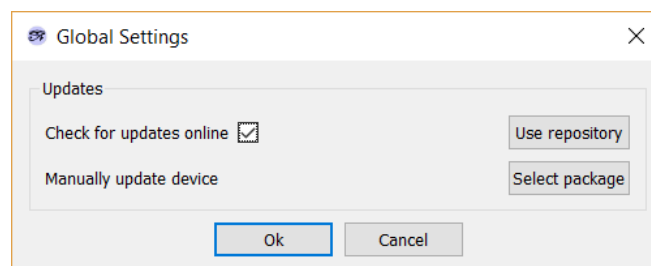 Global Settings
Updates
Check for updates online Use repository
Manually update device Select package
Ok Cancel